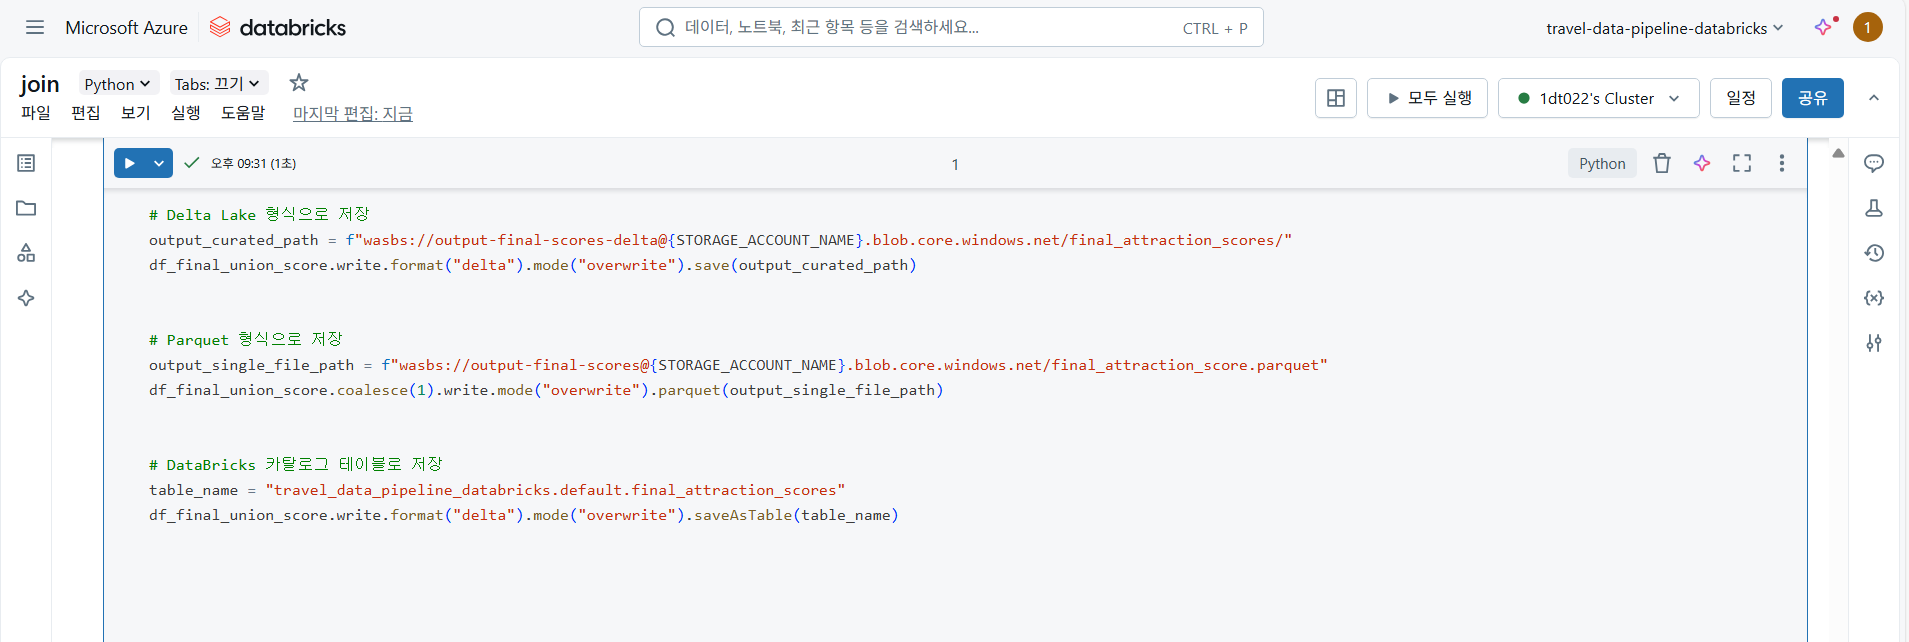 Microsoft Azure databricks 데이터, 노트북, 최근 항목 등을 검색하세요... CTRL + P travel-data-pipeline-databricks 1
join Python Tabs: 끄기
파일 편집 보기 실행 도움말 마지막 편집: 지금 모두 실행 1dt022's Cluster 일정 공유
오후 09:31 (1초) 1 Python
# Delta Lake 형식으로 저장
output_curated_path = f"wasbs://output-final-scores-delta@{STORAGE_ACCOUNT_NAME}.blob.core.windows.net/final_attraction_scores/"
df_final_union_score.write.format("delta").mode("overwrite").save(output_curated_path)
# Parquet 형식으로 저장
output_single_file_path = f"wasbs://output-final-scores@{STORAGE_ACCOUNT_NAME}.blob.core.windows.net/final_attraction_score.parquet"
df_final_union_score.coalesce(1).write.mode("overwrite").parquet(output_single_file_path)
# DataBricks 카탈로그 테이블로 저장
table_name = "travel_data_pipeline_databricks.default.final_attraction_scores"
df_final_union_score.write.format("delta").mode("overwrite").saveAsTable(table_name)